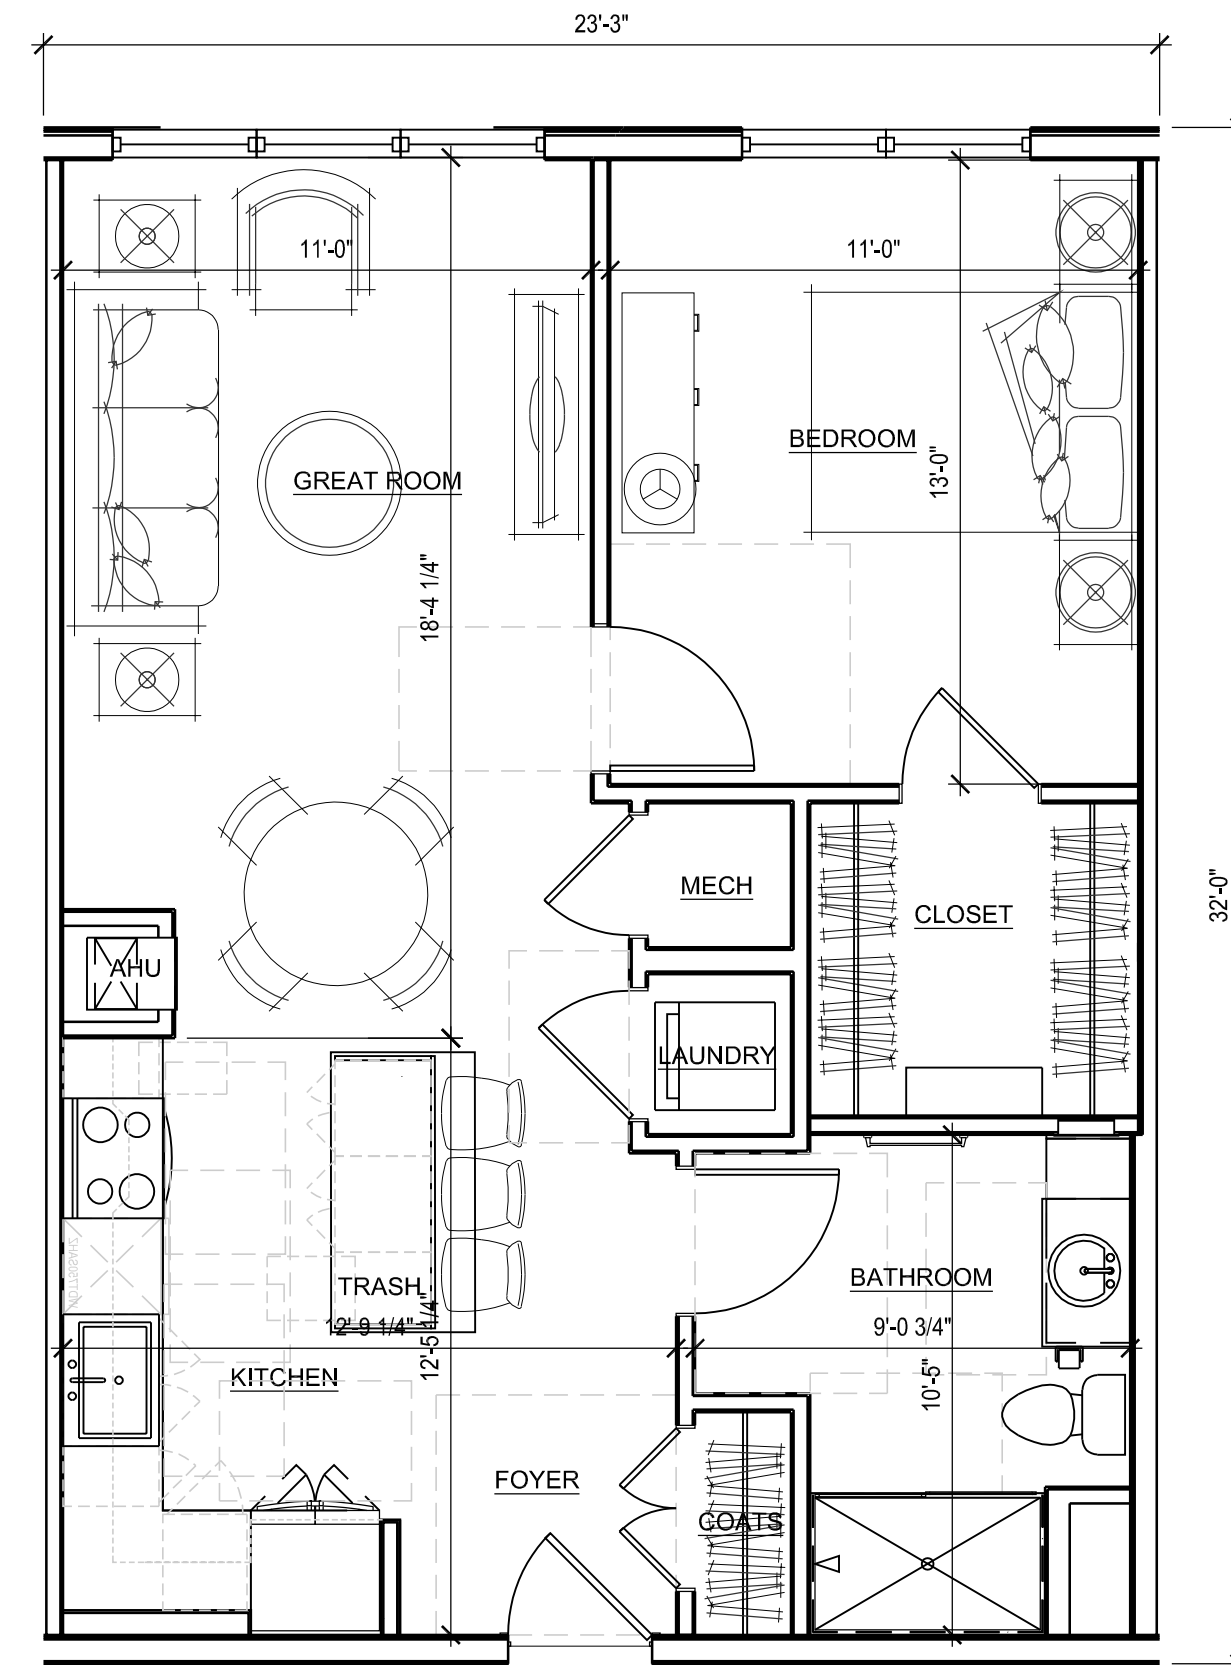 23'-3"
11'-0"
11'-0"
BEDROOM
13'-0"
GREAT ROOM
18'-4 1/4"
MECH
32'-0"
CLOSET
AHU
LAUNDRY
TRASH
BATHROOM
2'-9 1/4"
12'-5 1/4"
9'-0 3/4"
KITCHEN
10'-5"
FOYER
COATS